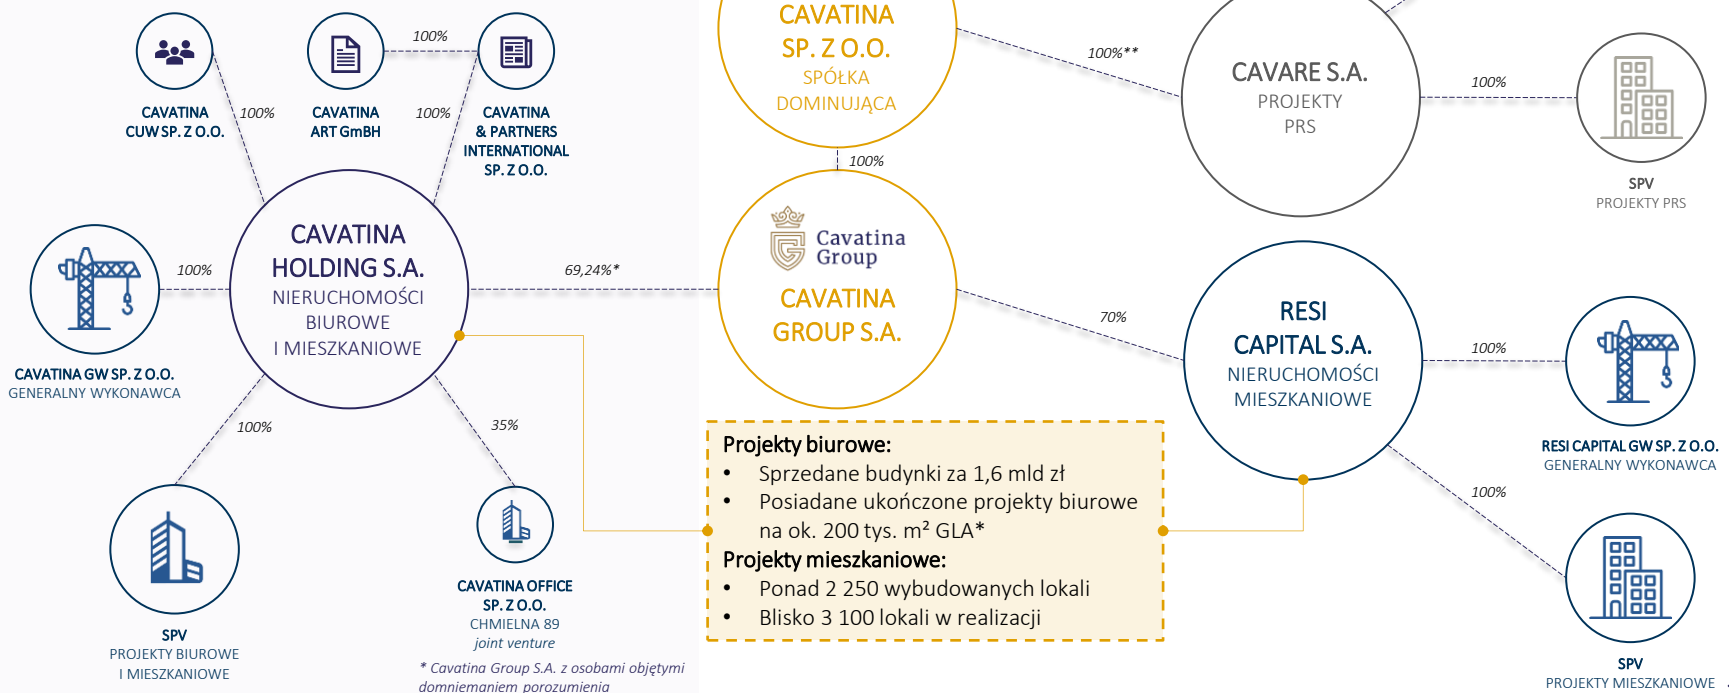 CAVATINA
CUW SP. Z O.O.
100%
CAVATINA
ART GmBH
100%
CAVATINA
& PARTNERS
INTERNATIONAL
SP. Z O.O.
100%
CAVATINA
HOLDING S.A.
NIERUCHOMOŚCI
BIUROWE
I MIESZKANIOWE
100%
CAVATINA GW SP. Z O.O.
GENERALNY WYKONAWCA
100%
SPV
PROJEKTY BIUROWE
I MIESZKANIOWE
35%
CAVATINA OFFICE
SP. Z O.O.
CHMIELNA 89
joint venture
* Cavatina Group S.A. z osobami objętymi
domniemaniem porozumienia
69,24%*
CAVATINA
SP. Z O.O.
SPÓŁKA
DOMINUJĄCA
100%
Cavatina
Group
CAVATINA
GROUP S.A.
100%**
CAVARE S.A.
PROJEKTY
PRS
100%
SPV
PROJEKTY PRS
70%
RESI
CAPITAL S.A.
NIERUCHOMOŚCI
MIESZKANIOWE
100%
RESI CAPITAL GW SP. Z O.O.
GENERALNY WYKONAWCA
100%
SPV
PROJEKTY MIESZKANIOWE
Projekty biurowe:
• Sprzedane budynki za 1,6 mld zł
• Posiadane ukończone projekty biurowe
na ok. 200 tys. m² GLA*
Projekty mieszkaniowe:
• Ponad 2 250 wybudowanych lokali
• Blisko 3 100 lokali w realizacji